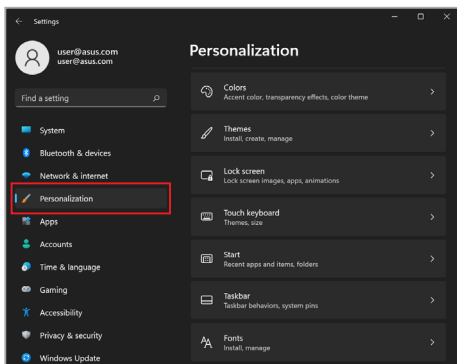 Settings
user@asus.com
user@asus.com
Find a setting
System
Bluetooth & devices
Network & internet
Personalization
Apps
Accounts
Time & language
Gaming
Accessibility
Privacy & security
Windows Update
Personalization
Colors
Accent color, transparency effects, color theme
Themes
Install, create, manage
Lock screen
Lock screen images, apps, animations
Touch keyboard
Themes, size
Start
Recent apps and items, folders
Taskbar
Taskbar behaviors, system pins
Fonts
Install, manage